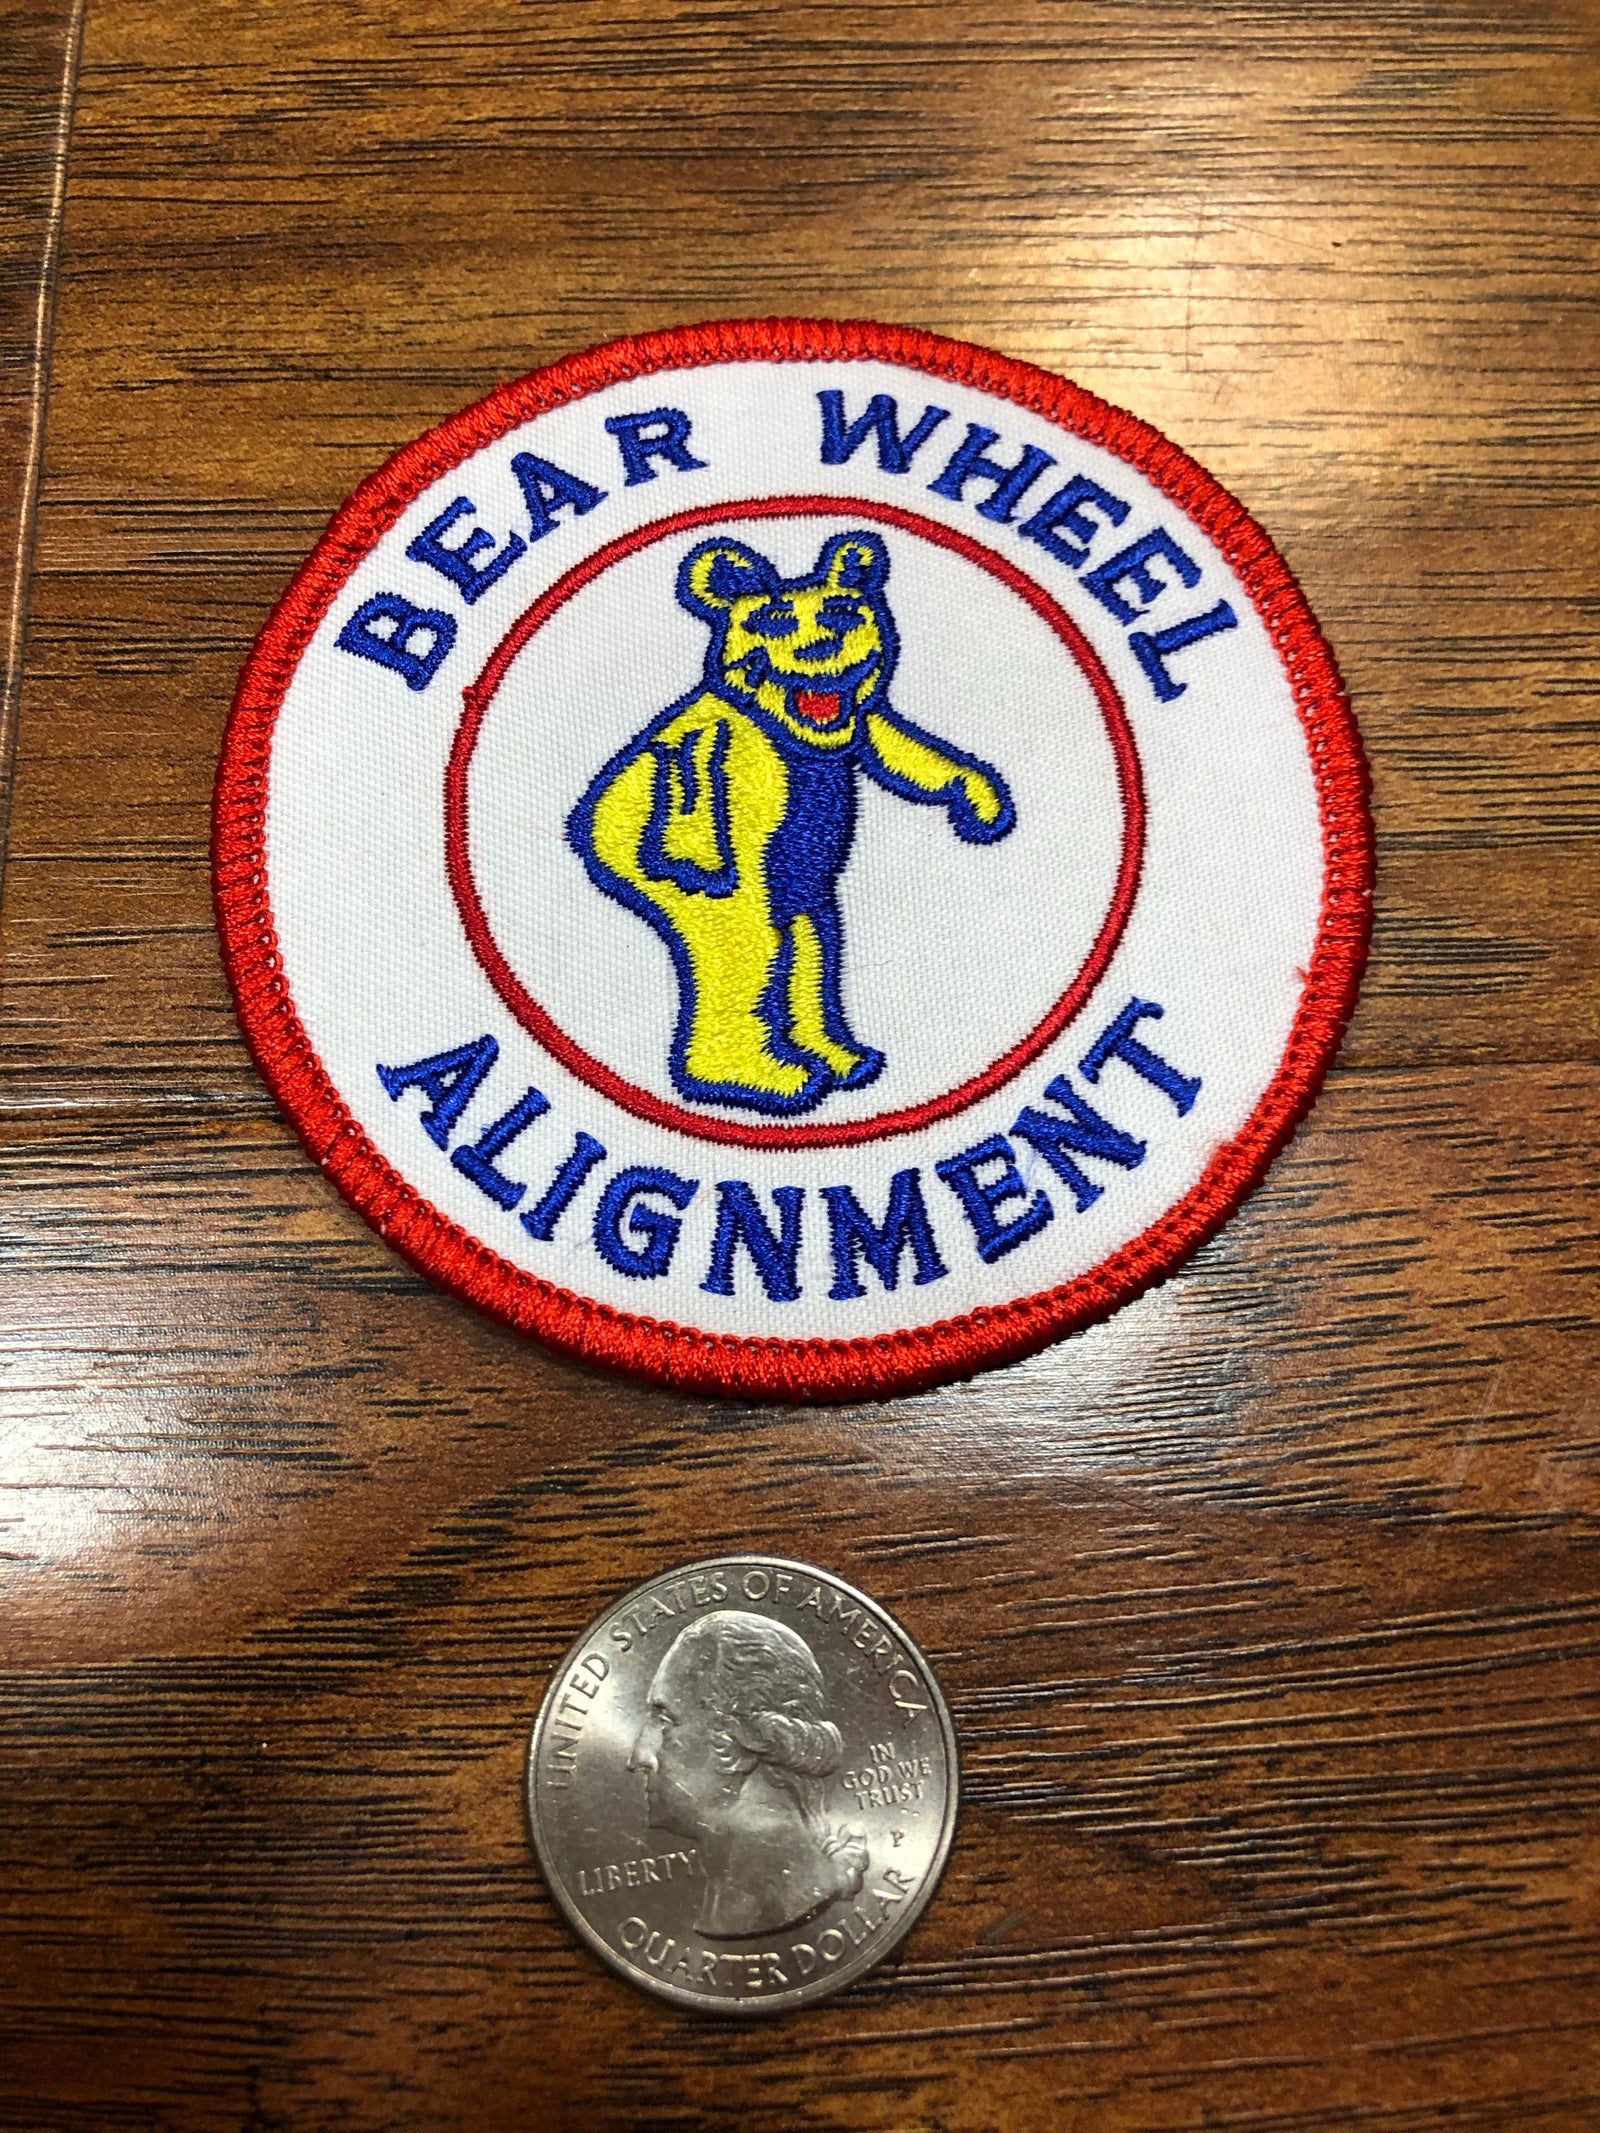 BEAR WHEEL
ALIGNMENT
UNITED STATES OF AMERICA
IN
GOD WE
TRUST
P
LIBERTY
QUARTER DOLLAR